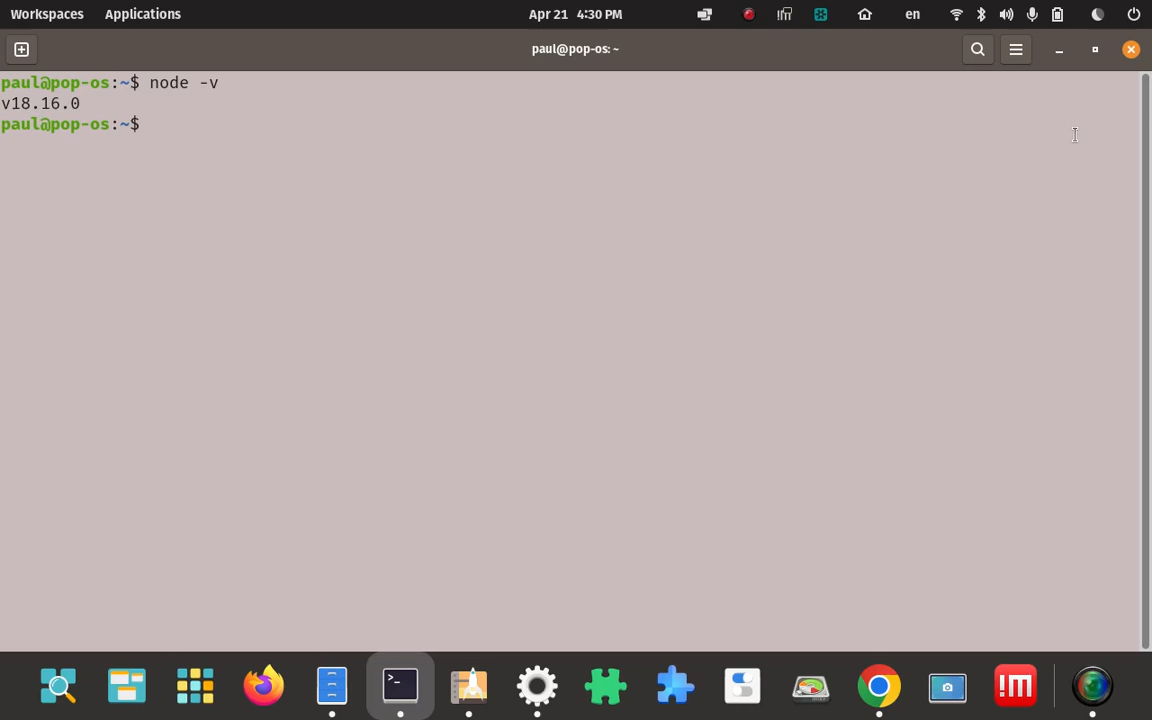 Workspaces Applications Apr 21 4:30 PM en
paul@pop-os: ~
paul@pop-os:~$ node -v
v18.16.0
paul@pop-os:~$
>_
!M